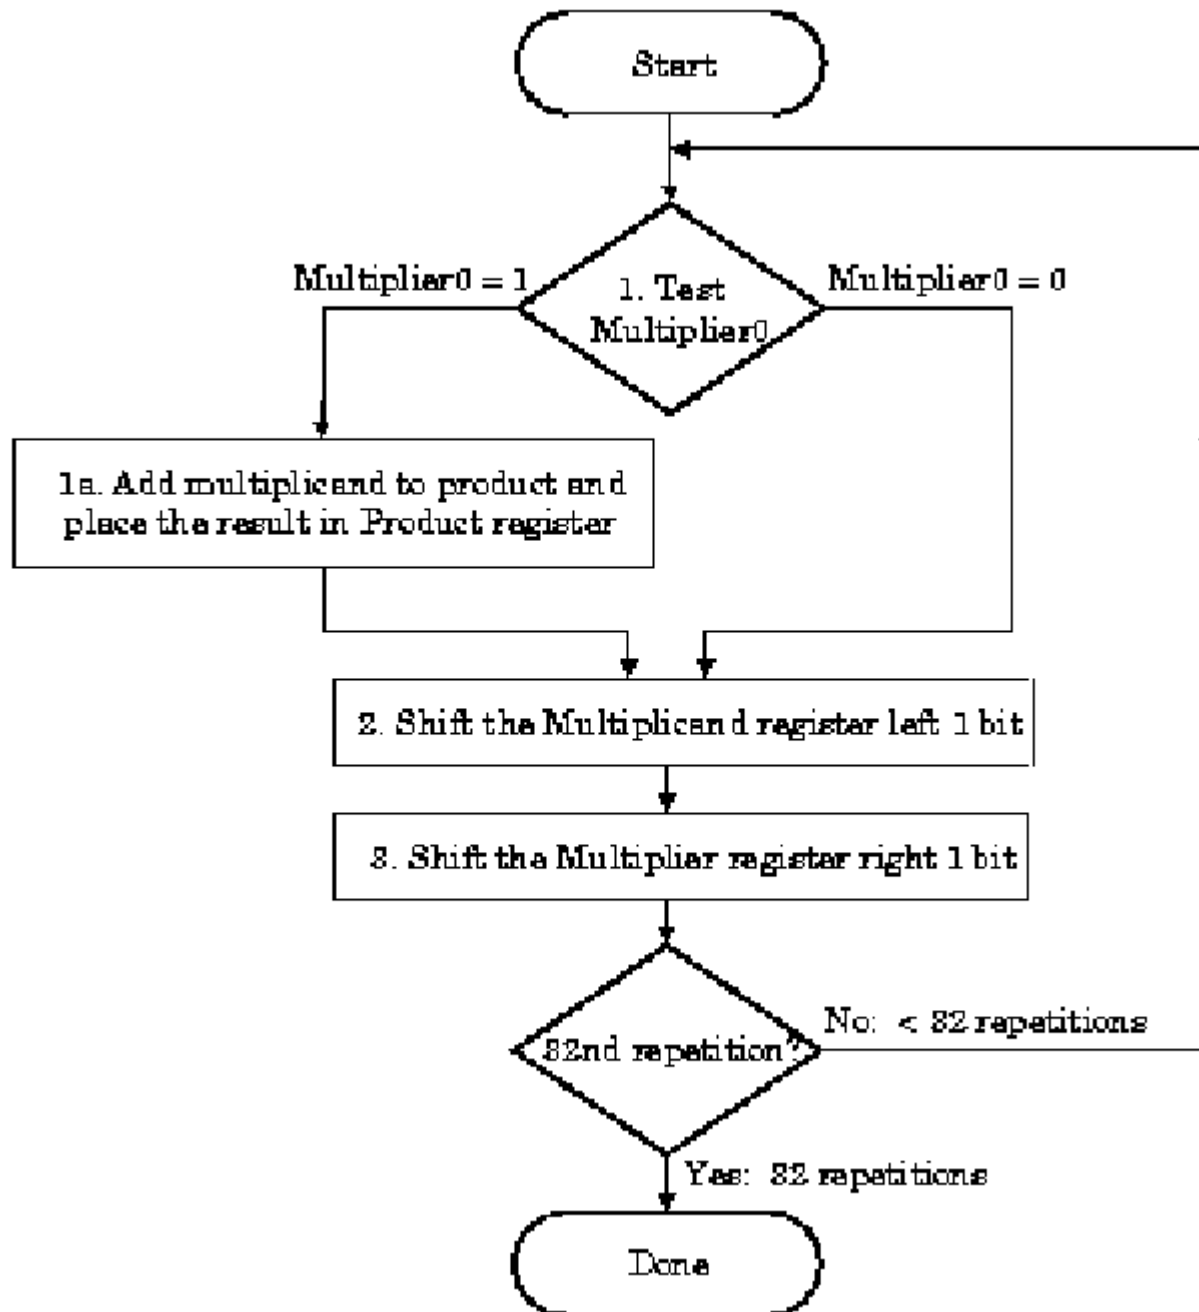 Start
Multiplier0 = 1
1. Test
Multiplier0
Multiplier0 = 0
1a. Add multiplicand to product and
place the result in Product register
2. Shift the Multiplicand register left 1 bit
3. Shift the Multiplier register right 1 bit
32nd repetition?
No: < 32 repetitions
Yes: 32 repetitions
Done